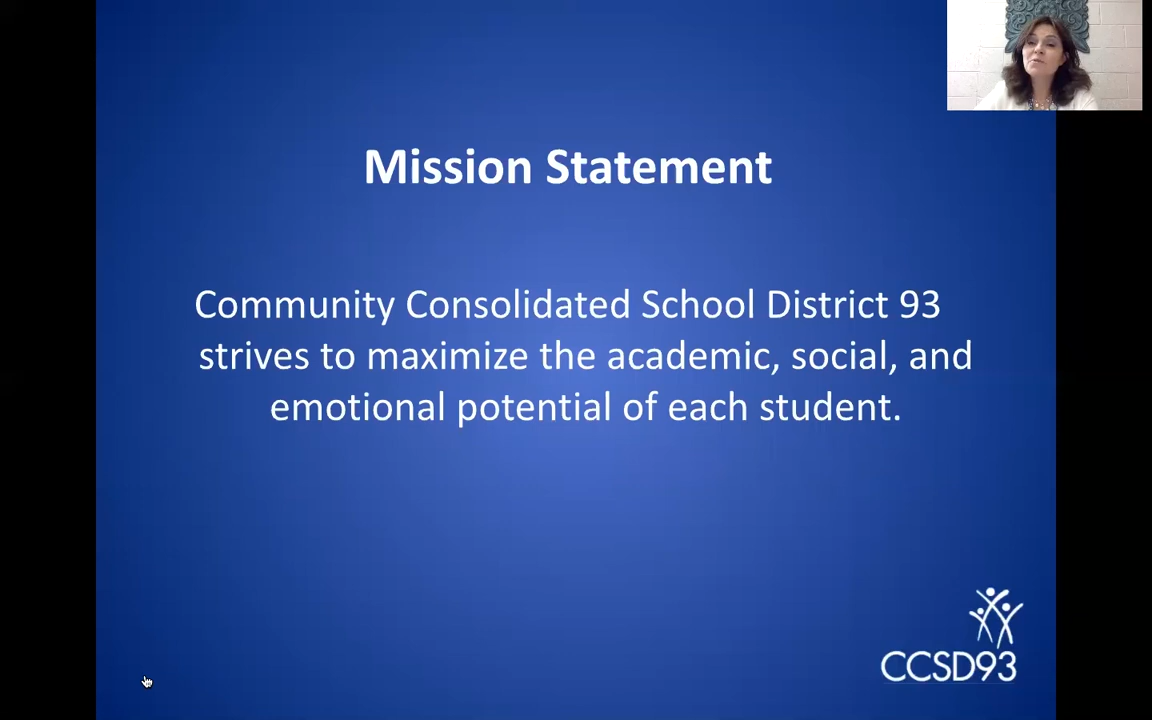 Mission Statement
Community Consolidated School District 93
strives to maximize the academic, social, and
emotional potential of each student.
CCSD93